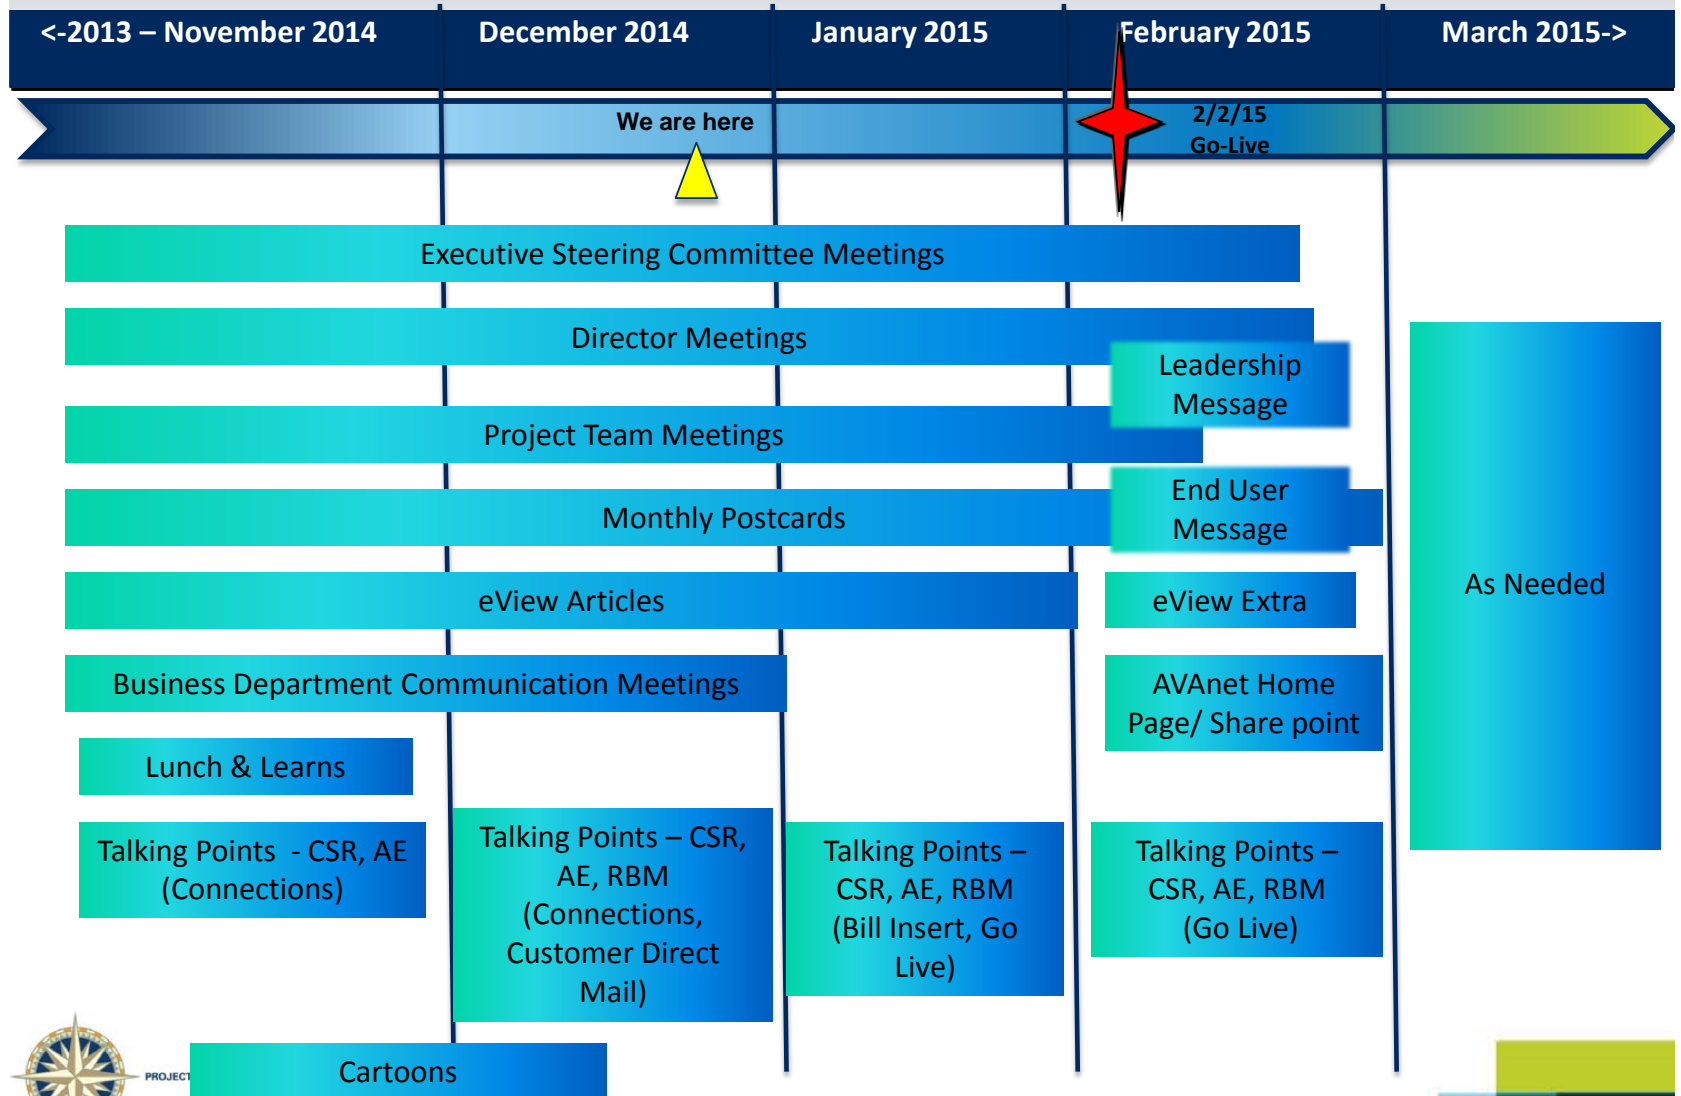 <-2013 – November 2014
December 2014
January 2015
February 2015
March 2015->
We are here
2/2/15
Go-Live
Executive Steering Committee Meetings
Director Meetings
Leadership
Message
Project Team Meetings
End User
Message
Monthly Postcards
eView Articles
eView Extra
As Needed
Business Department Communication Meetings
AVAnet Home
Page/ Share point
Lunch & Learns
Talking Points  - CSR, AE
(Connections)
Talking Points – CSR,
AE, RBM
(Connections,
Customer Direct
Mail)
Talking Points –
CSR, AE, RBM
(Bill Insert, Go
Live)
Talking Points –
CSR, AE, RBM
(Go Live)
PROJECT
Cartoons